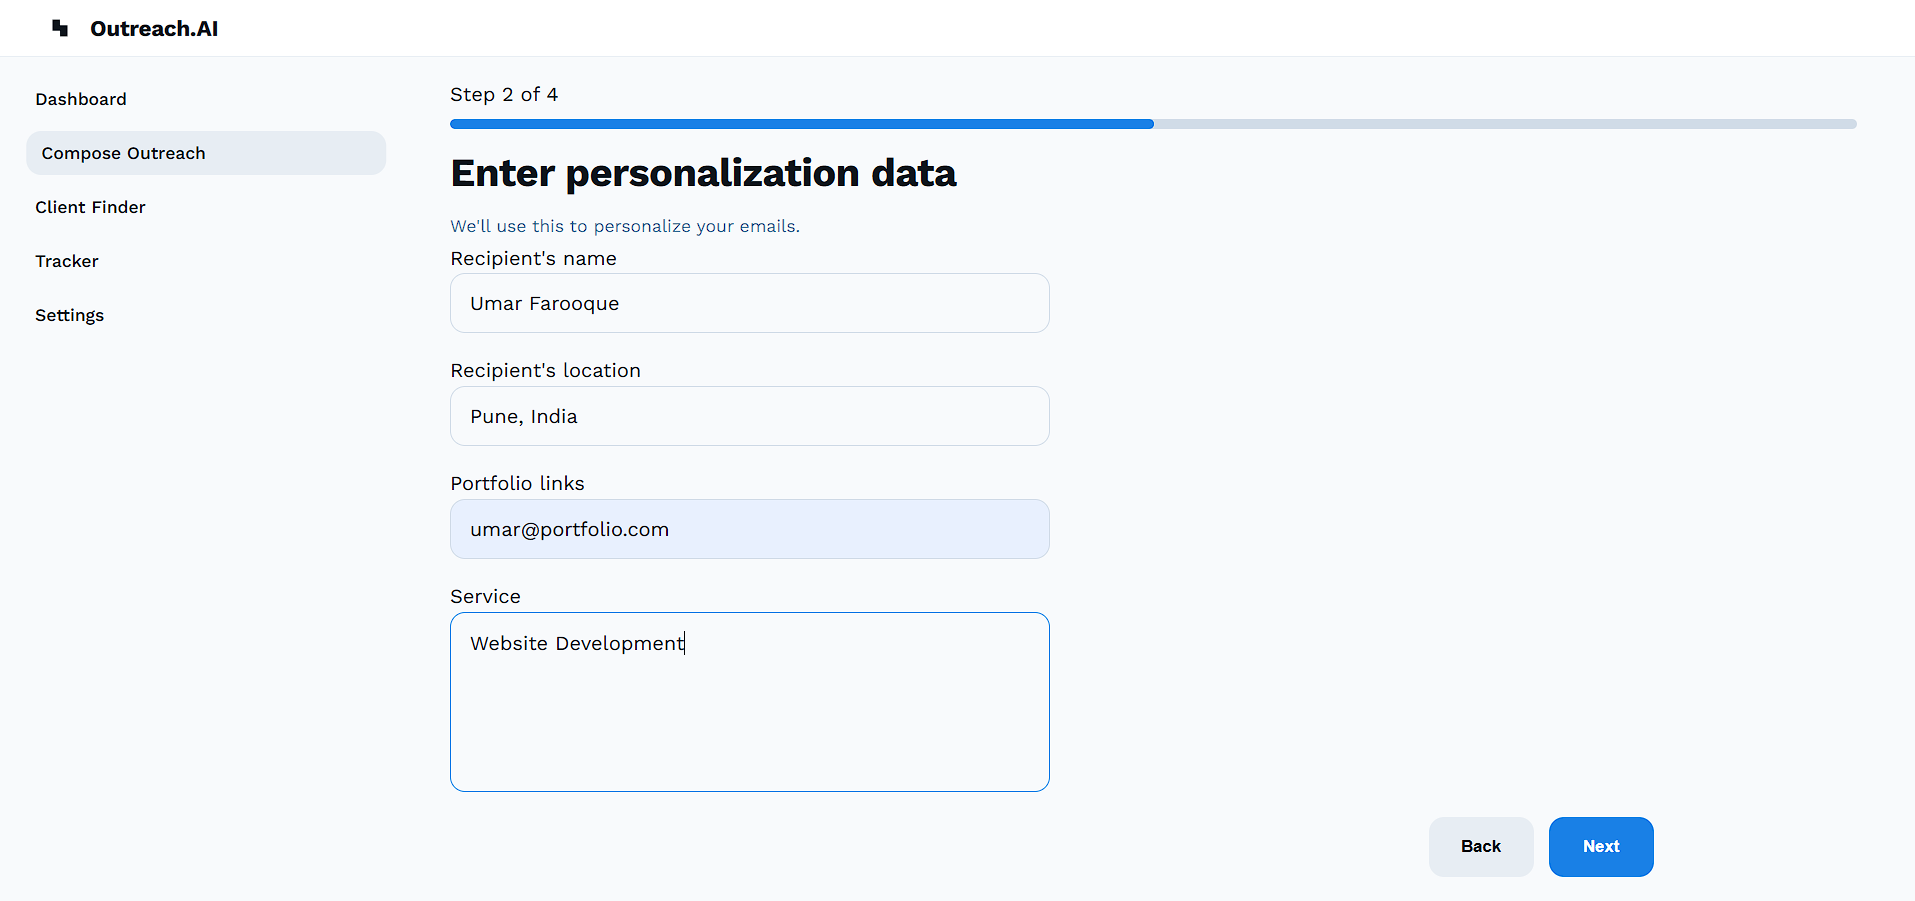 Outreach.AI
Dashboard
Compose Outreach
Client Finder
Tracker
Settings
Step 2 of 4
Enter personalization data
We'll use this to personalize your emails.
Recipient's name
Umar Farooque
Recipient's location
Pune, India
Portfolio links
umar@portfolio.com
Service
Website Development
Back
Next